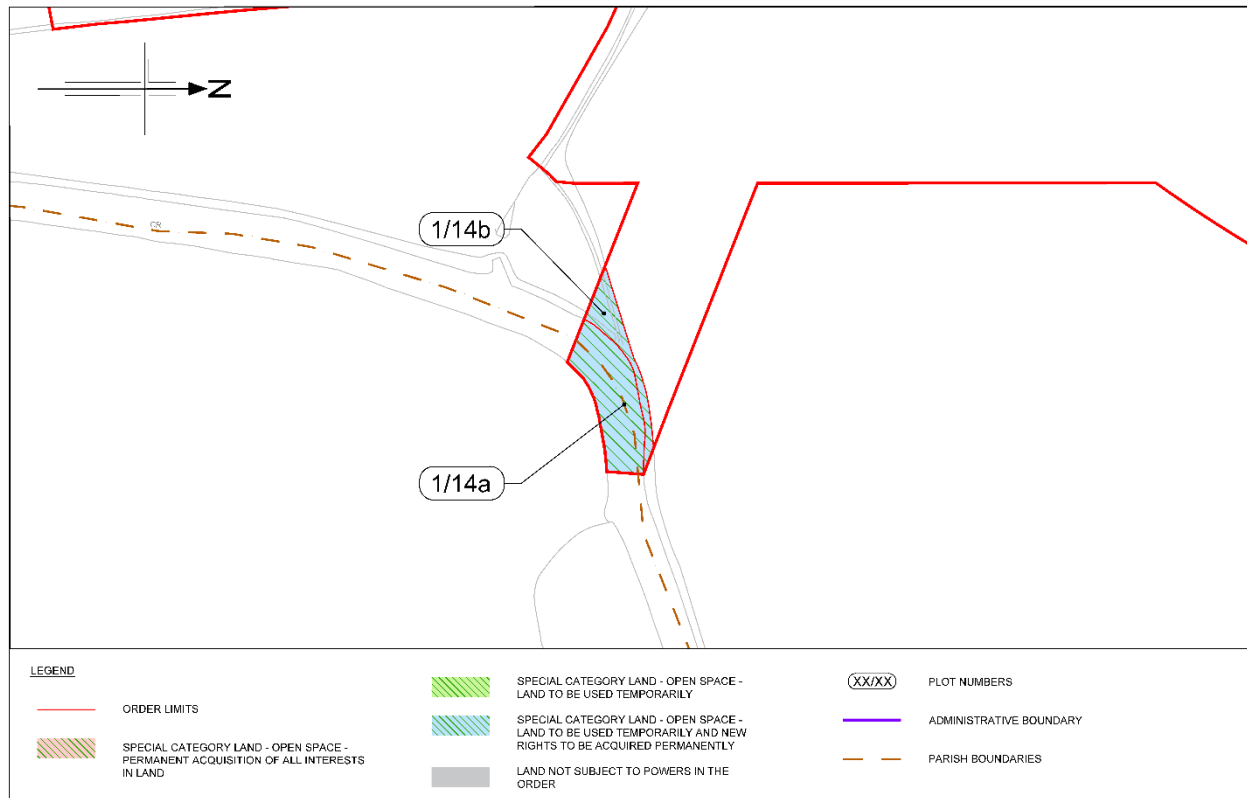 N
CR
1/14b
1/14a
LEGEND
ORDER LIMITS
SPECIAL CATEGORY LAND - OPEN SPACE -
PERMANENT ACQUISITION OF ALL INTERESTS
IN LAND
SPECIAL CATEGORY LAND - OPEN SPACE -
LAND TO BE USED TEMPORARILY
SPECIAL CATEGORY LAND - OPEN SPACE -
LAND TO BE USED TEMPORARILY AND NEW
RIGHTS TO BE ACQUIRED PERMANENTLY
LAND NOT SUBJECT TO POWERS IN THE
ORDER
XX/XX PLOT NUMBERS
ADMINISTRATIVE BOUNDARY
PARISH BOUNDARIES